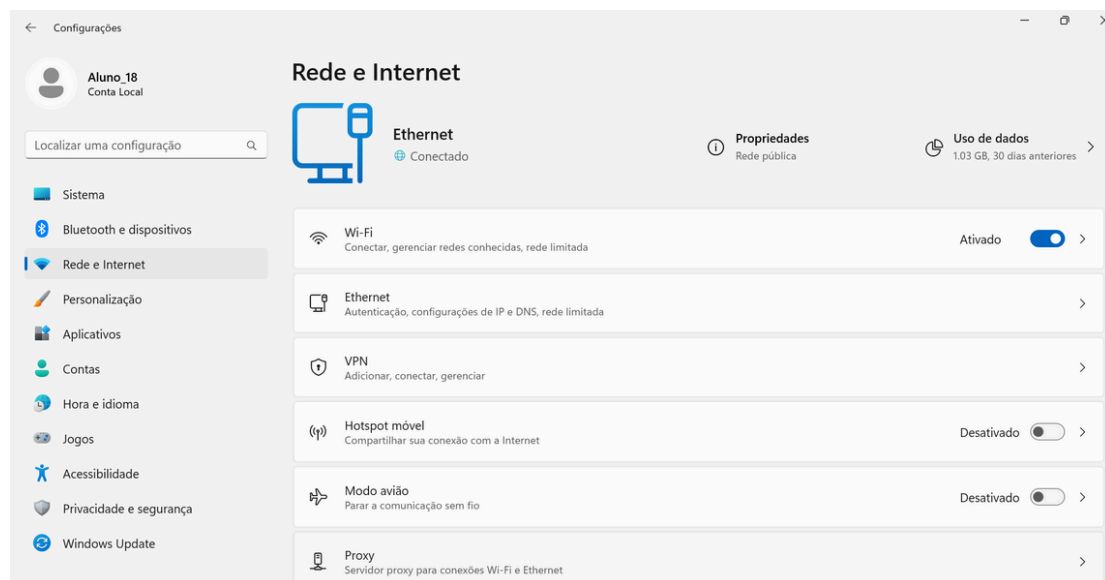 Configurações
Aluno_18
Conta Local
Localizar uma configuração
Sistema
Bluetooth e dispositivos
Rede e Internet
Personalização
Aplicativos
Contas
Hora e idioma
Jogos
Acessibilidade
Privacidade e segurança
Windows Update
Rede e Internet
Ethernet
Conectado
Propriedades
Rede pública
Uso de dados
1.03 GB, 30 dias anteriores
Wi-Fi
Conectar, gerenciar redes conhecidas, rede limitada
Ativado
Ethernet
Autenticação, configurações de IP e DNS, rede limitada
VPN
Adicionar, conectar, gerenciar
Hotspot móvel
Compartilhar sua conexão com a Internet
Desativado
Modo avião
Parar a comunicação sem fio
Desativado
Proxy
Servidor proxy para conexões Wi-Fi e Ethernet